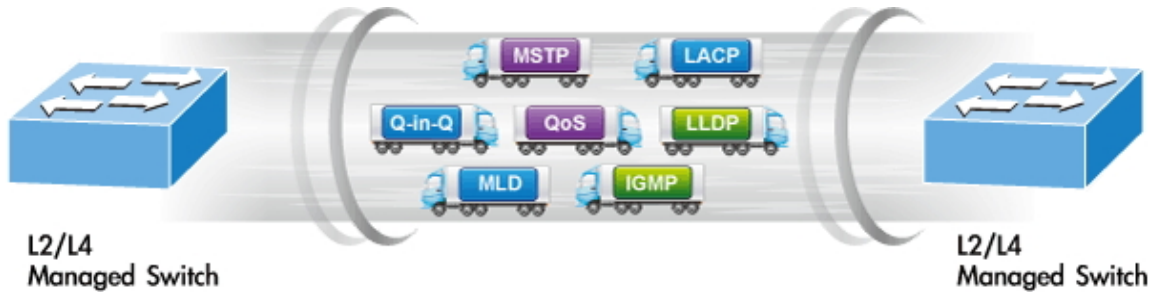 MSTP
LACP
Q-in-Q
QoS
LLDP
MLD
IGMP
L2/L4
Managed Switch
L2/L4
Managed Switch